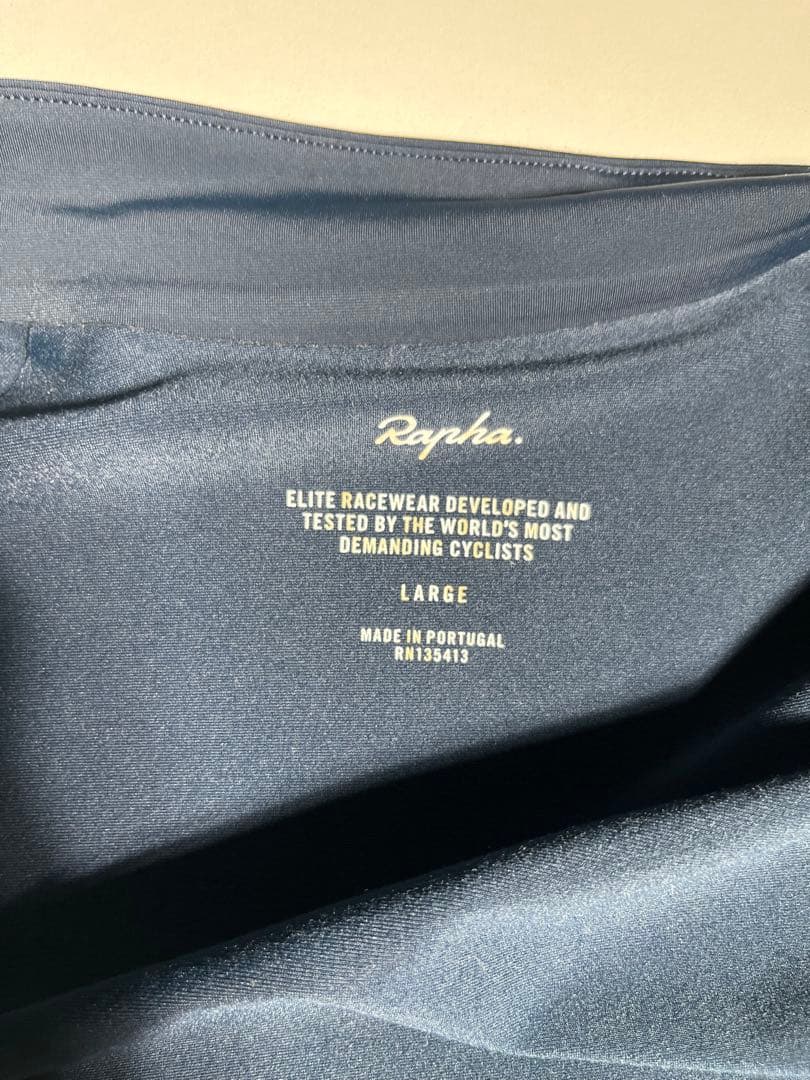 Rapha.
ELITE RACEWEAR DEVELOPED AND
TESTED BY THE WORLD'S MOST
DEMANDING CYCLISTS
LARGE
MADE IN PORTUGAL
RN135413